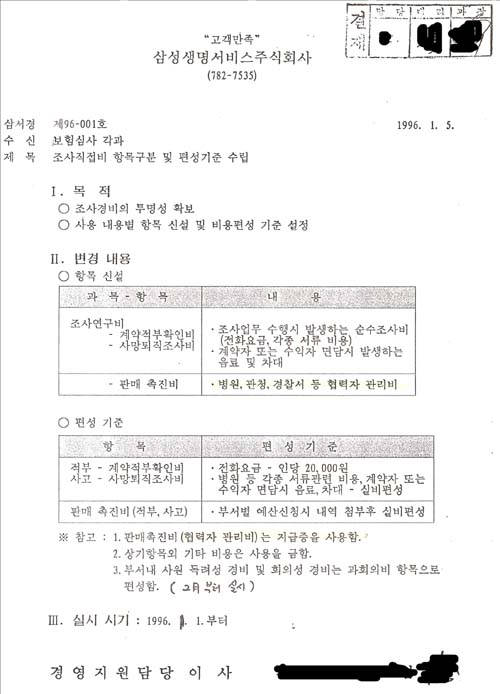 결재
담당 대리 과장
"고객만족"
삼성생명서비스주식회사
(782-7535)
삼서경 제96-001호
1996. 1. 5.
수 신 보험심사 각과
제 목 조사직접비 항목구분 및 편성기준 수립
Ⅰ. 목 적
○ 조사경비의 투명성 확보
○ 사용 내용별 항목 신설 및 비용편성 기준 설정
Ⅱ. 변경 내용
○ 항목 신설
과 목 - 항 목
내 용
조사연구비
- 계약적부확인비
- 사망퇴직조사비
· 조사업무 수행시 발생하는 순수조사비
(전화요금, 각종 서류 비용)
· 계약자 또는 수익자 면담시 발생하는
음료 및 차대
- 판매 촉진비
· 병원, 관청, 경찰서 등 협력자 관리비
○ 편성 기준
항 목
편 성 기 준
적부 - 계약적부확인비
사고 - 사망퇴직조사비
· 전화요금 - 인당 20,000원
· 병원 등 각종 서류관련 비용, 계약자 또는
수익자 면담시 음료, 차대 - 실비편성
판매 촉진비(적부, 사고)
· 부서별 예산신청시 내역 첨부후 실비편성
※ 참고 : 1. 판매촉진비(협력자 관리비)는 지급증을 사용함.
2. 상기항목외 기타 비용은 사용을 금함.
3. 부서내 사원 독려성 경비 및 회의성 경비는 과회의비 항목으로
편성함. (2月부터 실시)
Ⅲ. 실시 시기 : 1996. 1. 1. 부터
경영지원담당이사